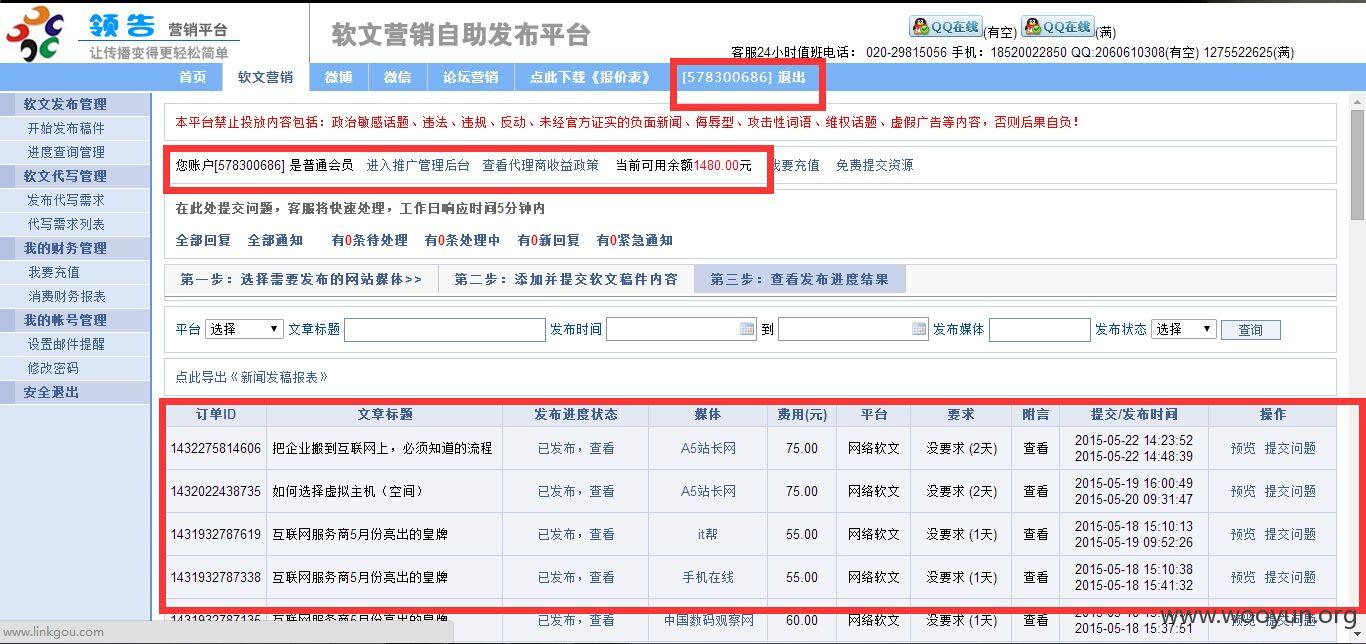 领告 营销平台
让传播变得更轻松简单
软文营销自助发布平台
QQ在线 (有空) QQ在线 (满)
客服24小时值班电话: 020-29815056 手机: 18520022850 QQ:2060610308(有空) 1275522625(满)
首页 软文营销 微博 微信 论坛营销 点此下载《报价表》 [578300686] 退出
软文发布管理
开始发布稿件
进度查询管理
软文代写管理
发布代写需求
代写需求列表
我的财务管理
我要充值
消费财务报表
我的帐号管理
设置邮件提醒
修改密码
安全退出
本平台禁止投放内容包括：政治敏感话题、违法、违规、反动、未经官方证实的负面新闻、侮辱型、攻击性词语、维权话题、虚假广告等内容，否则后果自负！
您账户[578300686] 是普通会员 进入推广管理后台 查看代理商收益政策 当前可用余额1480.00元 我要充值 免费提交资源
在此处提交问题，客服将快速处理，工作日响应时间5分钟内
全部回复 全部通知 有0条待处理 有0条处理中 有0新回复 有0紧急通知
第一步：选择需要发布的网站媒体>> 第二步：添加并提交软文稿件内容 第三步：查看发布进度结果
平台 选择 文章标题 发布时间 到 发布媒体 发布状态 选择 查询
点此导出《新闻发稿报表》
订单ID 文章标题 发布进度状态 媒体 费用(元) 平台 要求 附言 提交/发布时间 操作
1432275814606 把企业搬到互联网上，必须知道的流程 已发布，查看 A5站长网 75.00 网络软文 没要求 (2天) 查看 2015-05-22 14:23:52 预览 提交问题
2015-05-22 14:48:39
1432022438735 如何选择虚拟主机（空间） 已发布，查看 A5站长网 75.00 网络软文 没要求 (2天) 查看 2015-05-19 16:00:49 预览 提交问题
2015-05-20 09:31:47
1431932787619 互联网服务商5月份亮出的皇牌 已发布，查看 it帮 55.00 网络软文 没要求 (1天) 查看 2015-05-18 15:10:13 预览 提交问题
2015-05-19 09:52:26
1431932787338 互联网服务商5月份亮出的皇牌 已发布，查看 手机在线 55.00 网络软文 没要求 (1天) 查看 2015-05-18 15:10:38 预览 提交问题
2015-05-18 15:41:32
1431932787136 互联网服务商5月份亮出的皇牌 已发布，查看 中国数码观察网 60.00 网络软文 没要求 (1天) 查看 2015-05-18 预览 提交问题
2015-05-18 15:37:51
www.wooyun.org
www.linkgou.com